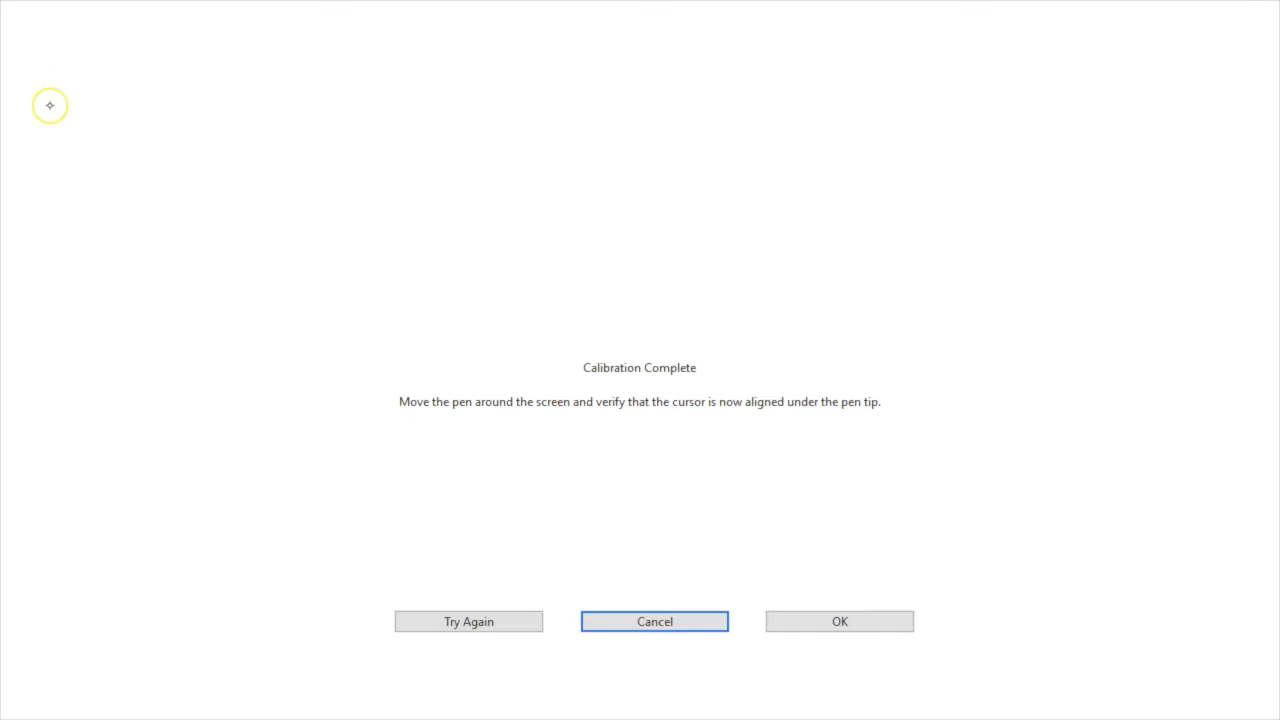 Calibration Complete
Move the pen around the screen and verify that the cursor is now aligned under the pen tip.
Try Again
Cancel
OK